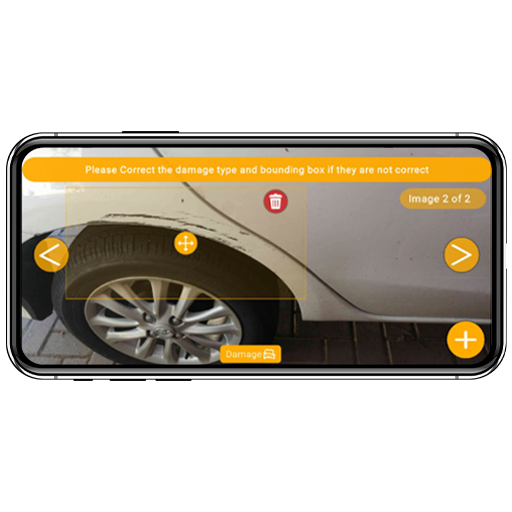 Please Correct the damage type and bounding box if they are not correct
Image 2 of 2
Damage